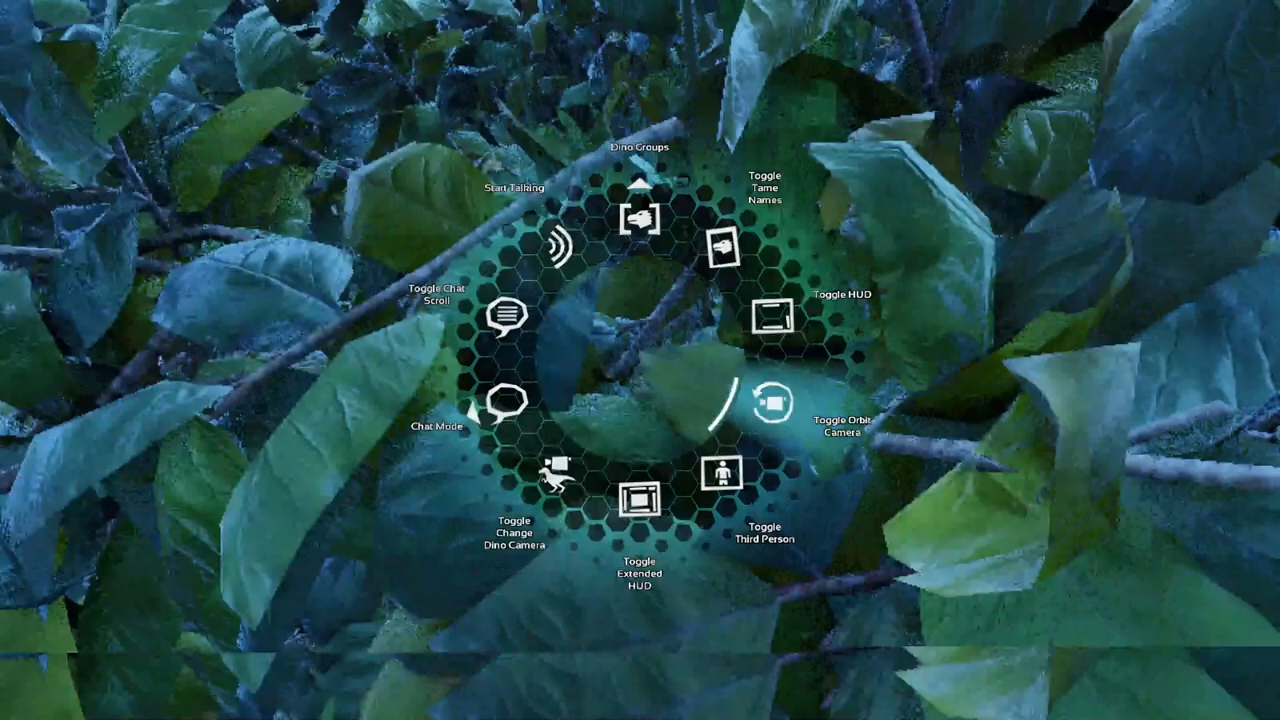 Dino Groups
Start Talking
Toggle
Tame
Names
Toggle Chat
Scroll
Toggle HUD
Chat Mode
Toggle Orbit
Camera
Toggle
Change
Dino Camera
Toggle
Third Person
Toggle
Extended
HUD